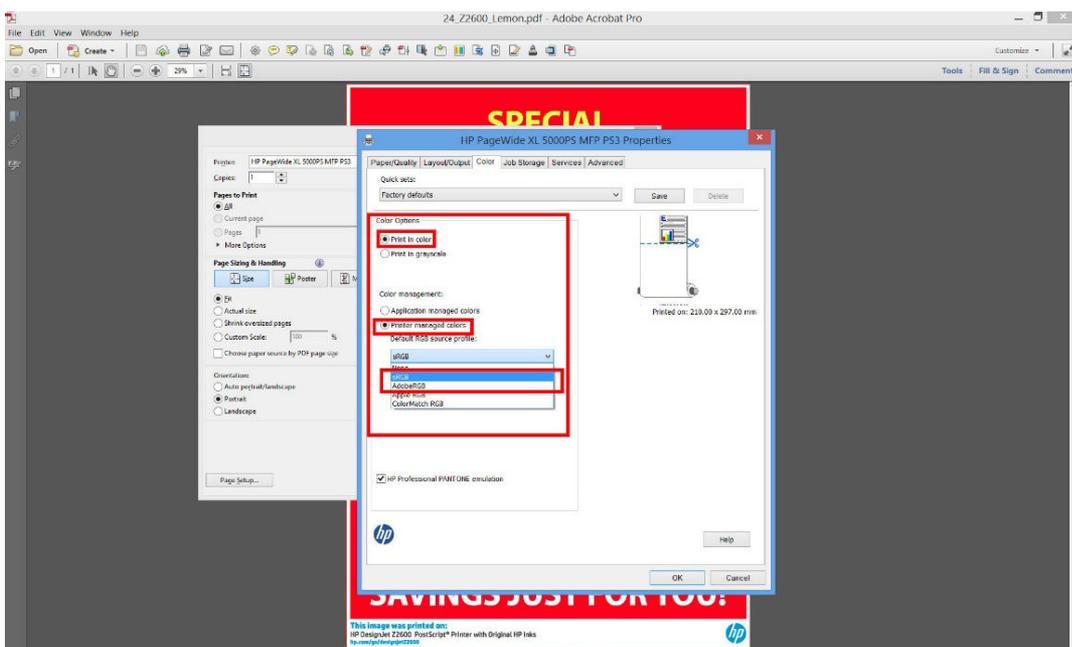 24_Z2600_Lemon.pdf - Adobe Acrobat Pro
File Edit View Window Help
Open Create Customize
1 / 1 29% Tools Fill & Sign Comment
SPECIAL
HP PageWide XL 5000PS MFP PS3 Properties
Printer: HP PageWide XL 5000PS MFP PS3
Copies: 1
Pages to Print
All
Current page
Pages 1
More Options
Page Sizing & Handling
Size Poster
Fit
Actual size
Shrink oversized pages
Custom Scale: 100 %
Choose paper source by PDF page size
Orientation:
Auto portrait/landscape
Portrait
Landscape
Page Setup...
Paper/Quality Layout/Output Color Job Storage Services Advanced
Quick sets:
Factory defaults Save Delete
Color Options
Print in color
Print in grayscale
Color management:
Application managed colors
Printer managed colors
Default RGB source profile:
sRGB
None
sRGB
AdobeRGB
Apple RGB
ColorMatch RGB
HP Professional PANTONE emulation
Printed on: 210.00 x 297.00 mm
hp
Help
OK Cancel
SAVINGS JUST FOR YOU!
This image was printed on:
HP DesignJet Z2600 PostScript® Printer with Original HP Inks
hp.com/go/designjetZ2600
hp